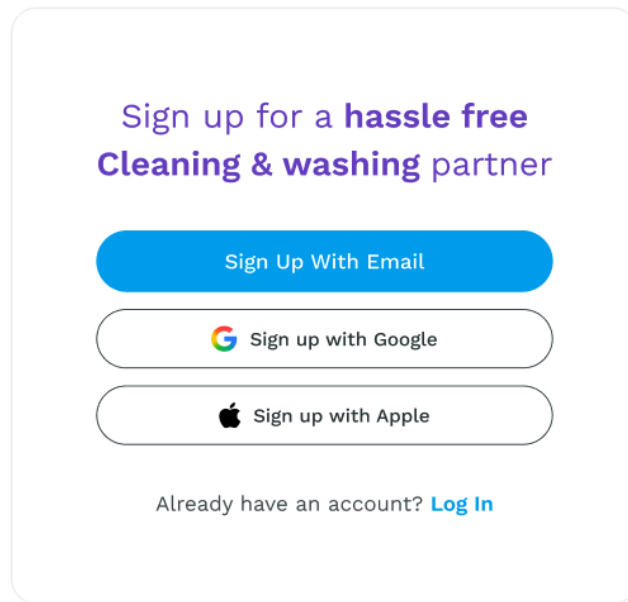 Sign up for a hassle free
Cleaning & washing partner
Sign Up With Email
Sign up with Google
Sign up with Apple
Already have an account? Log In